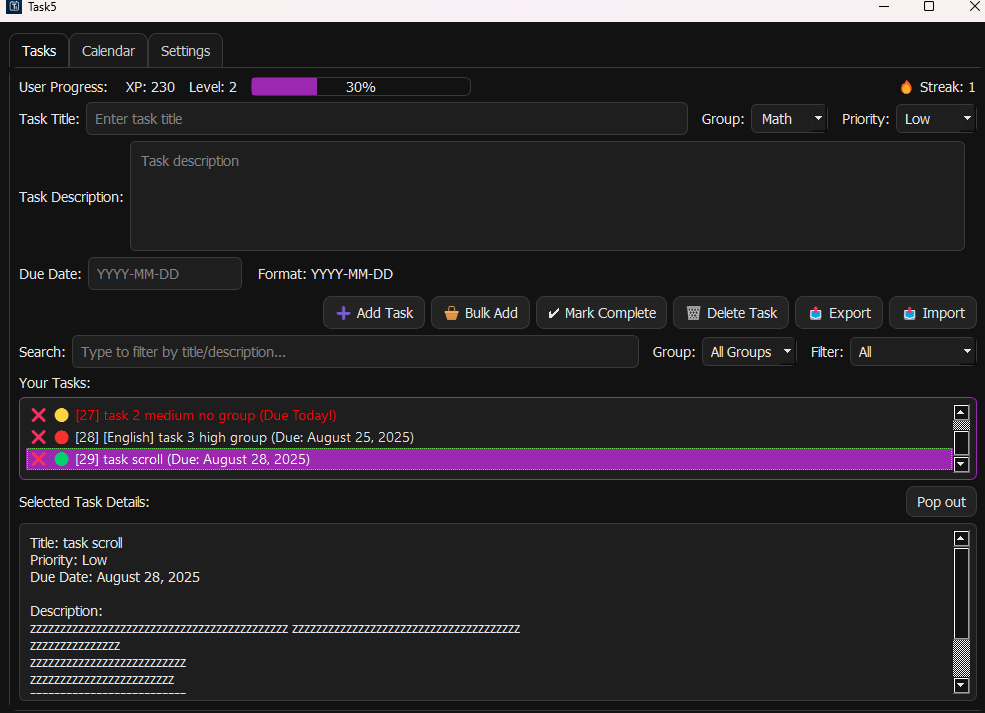 Task5
Tasks Calendar Settings
User Progress: XP: 230 Level: 2 30% Streak: 1
Task Title: Enter task title Group: Math Priority: Low
Task description
Task Description:
Due Date: YYYY-MM-DD Format: YYYY-MM-DD
Add Task Bulk Add Mark Complete Delete Task Export Import
Search: Type to filter by title/description... Group: All Groups Filter: All
Your Tasks:
[27] task 2 medium no group (Due Today!)
[28] [English] task 3 high group (Due: August 25, 2025)
[29] task scroll (Due: August 28, 2025)
Selected Task Details: Pop out
Title: task scroll
Priority: Low
Due Date: August 28, 2025
Description:
zzzzzzzzzzzzzzzzzzzzzzzzzzzzzzzzzzzzzzzzzzz zzzzzzzzzzzzzzzzzzzzzzzzzzzzzzzzzzzzzz
zzzzzzzzzzzzzzz
zzzzzzzzzzzzzzzzzzzzzzzzzz
zzzzzzzzzzzzzzzzzzzzzzzz